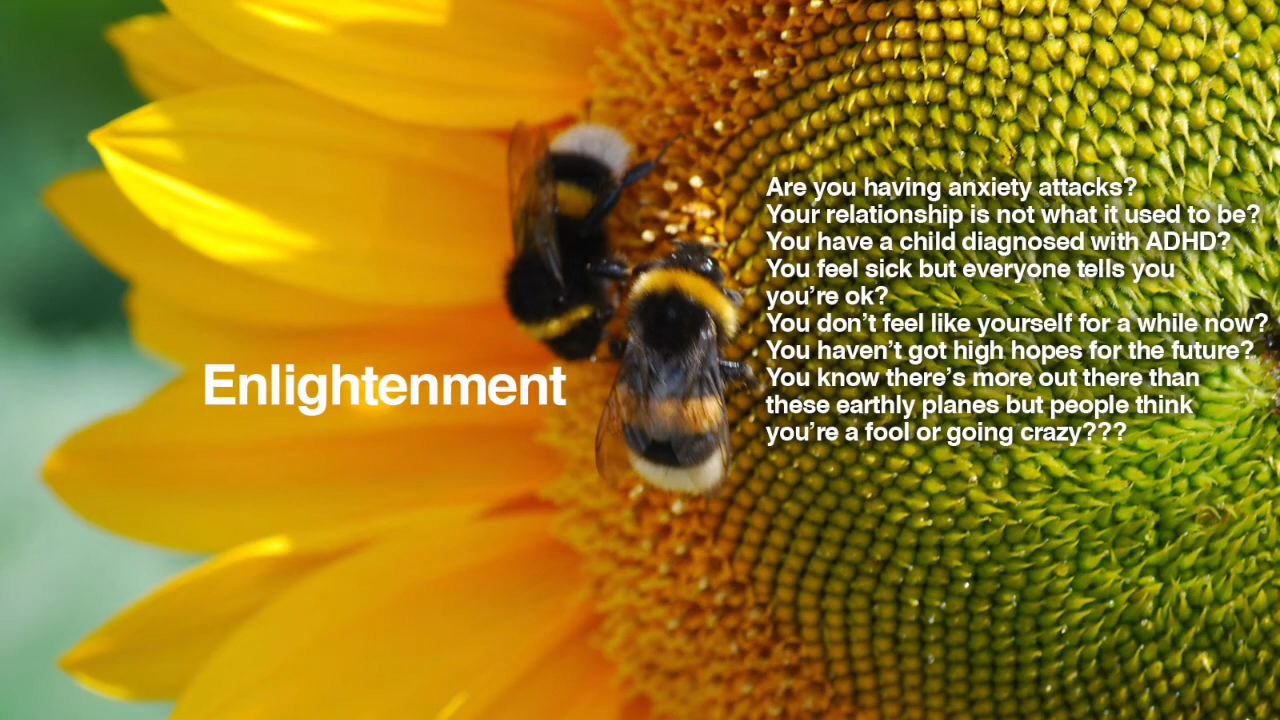 Enlightenment
Are you having anxiety attacks?
Your relationship is not what it used to be?
You have a child diagnosed with ADHD?
You feel sick but everyone tells you
you’re ok?
You don’t feel like yourself for a while now?
You haven’t got high hopes for the future?
You know there’s more out there than
these earthly planes but people think
you’re a fool or going crazy???